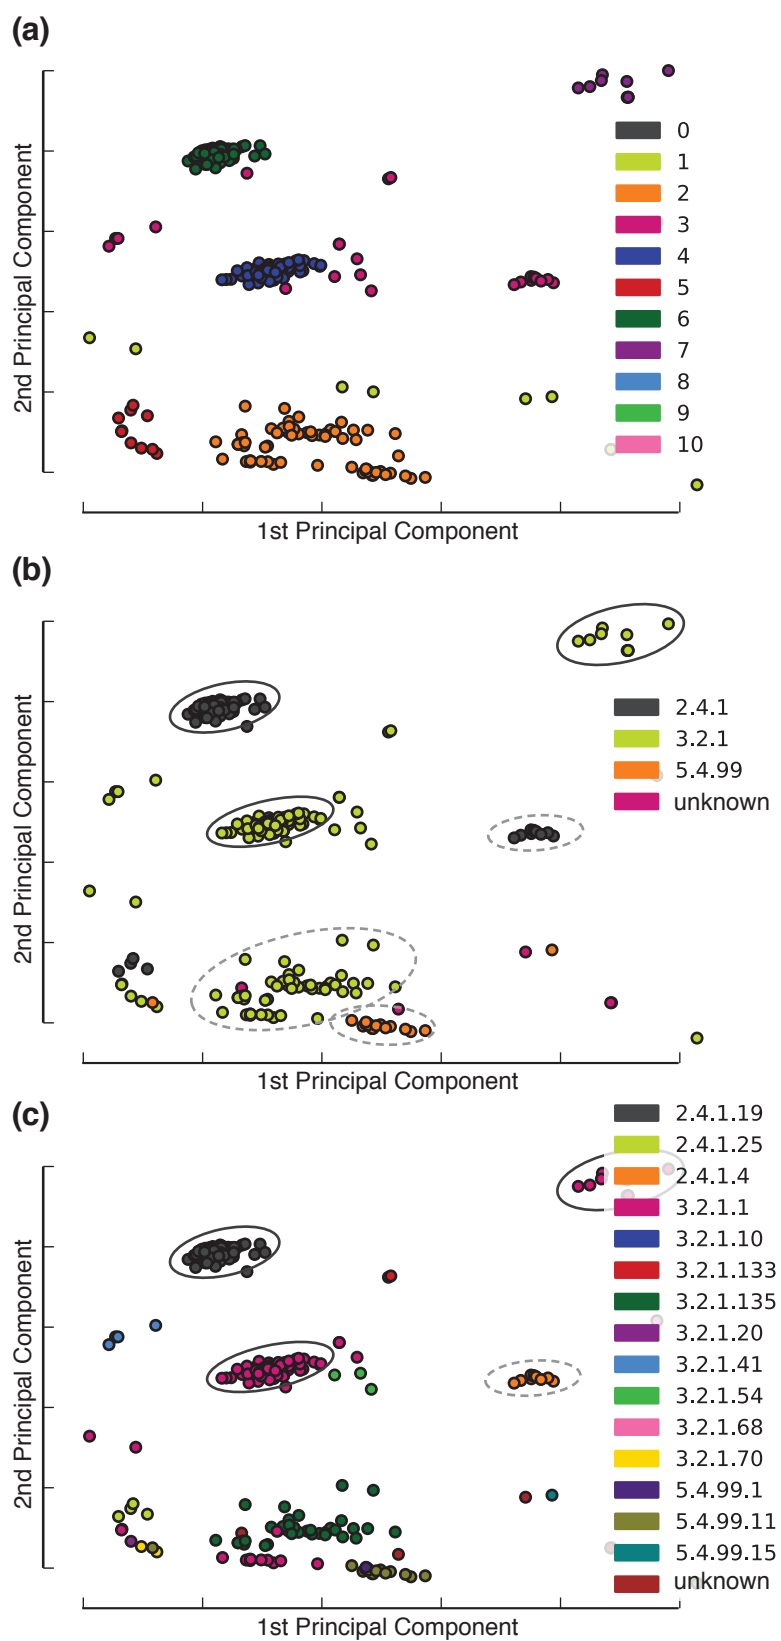 (a)
2nd Principal Component
0
1
2
3
4
5
6
7
8
9
10
1st Principal Component
(b)
2nd Principal Component
2.4.1
3.2.1
5.4.99
unknown
1st Principal Component
(c)
2nd Principal Component
2.4.1.19
2.4.1.25
2.4.1.4
3.2.1.1
3.2.1.10
3.2.1.133
3.2.1.135
3.2.1.20
3.2.1.41
3.2.1.54
3.2.1.68
3.2.1.70
5.4.99.1
5.4.99.11
5.4.99.15
unknown
1st Principal Component